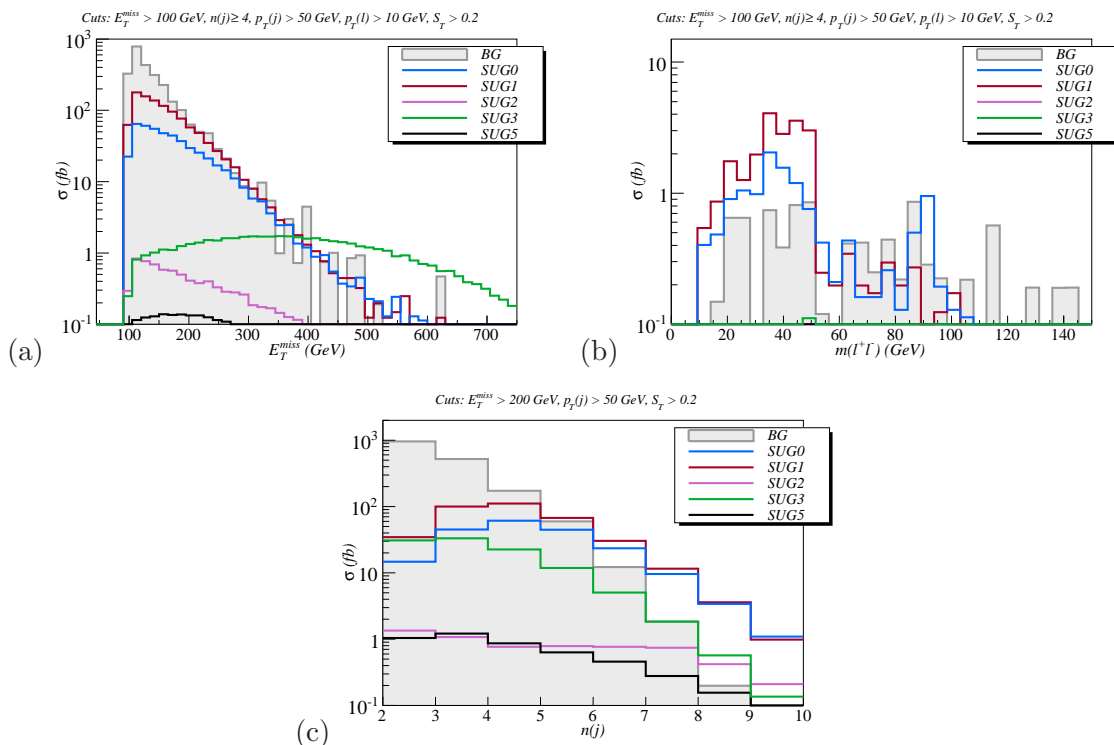 Cuts: E_T^miss > 100 GeV, n(j)≥ 4, p_T(j) > 50 GeV, p_T(l) > 10 GeV, S_T > 0.2
10^3
10^2
10
1
10^-1
σ (fb)
BG
SUG0
SUG1
SUG2
SUG3
SUG5
100 200 300 400 500 600 700
E_T^miss (GeV)
(a)
Cuts: E_T^miss > 100 GeV, n(j)≥ 4, p_T(j) > 50 GeV, p_T(l) > 10 GeV, S_T > 0.2
10
1
10^-1
σ (fb)
BG
SUG0
SUG1
SUG2
SUG3
SUG5
0 20 40 60 80 100 120 140
m(l^+l^-) (GeV)
(b)
Cuts: E_T^miss > 200 GeV, p_T(j) > 50 GeV, S_T > 0.2
10^3
10^2
10
1
10^-1
σ (fb)
BG
SUG0
SUG1
SUG2
SUG3
SUG5
2 3 4 5 6 7 8 9 10
n(j)
(c)